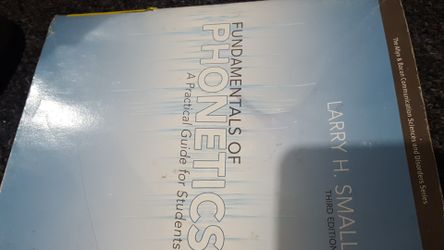 The Allyn & Bacon Communication Sciences and Disorders Series
LARRY H. SMALL
THIRD EDITION
FUNDAMENTALS OF
PHONETICS
A Practical Guide for Students